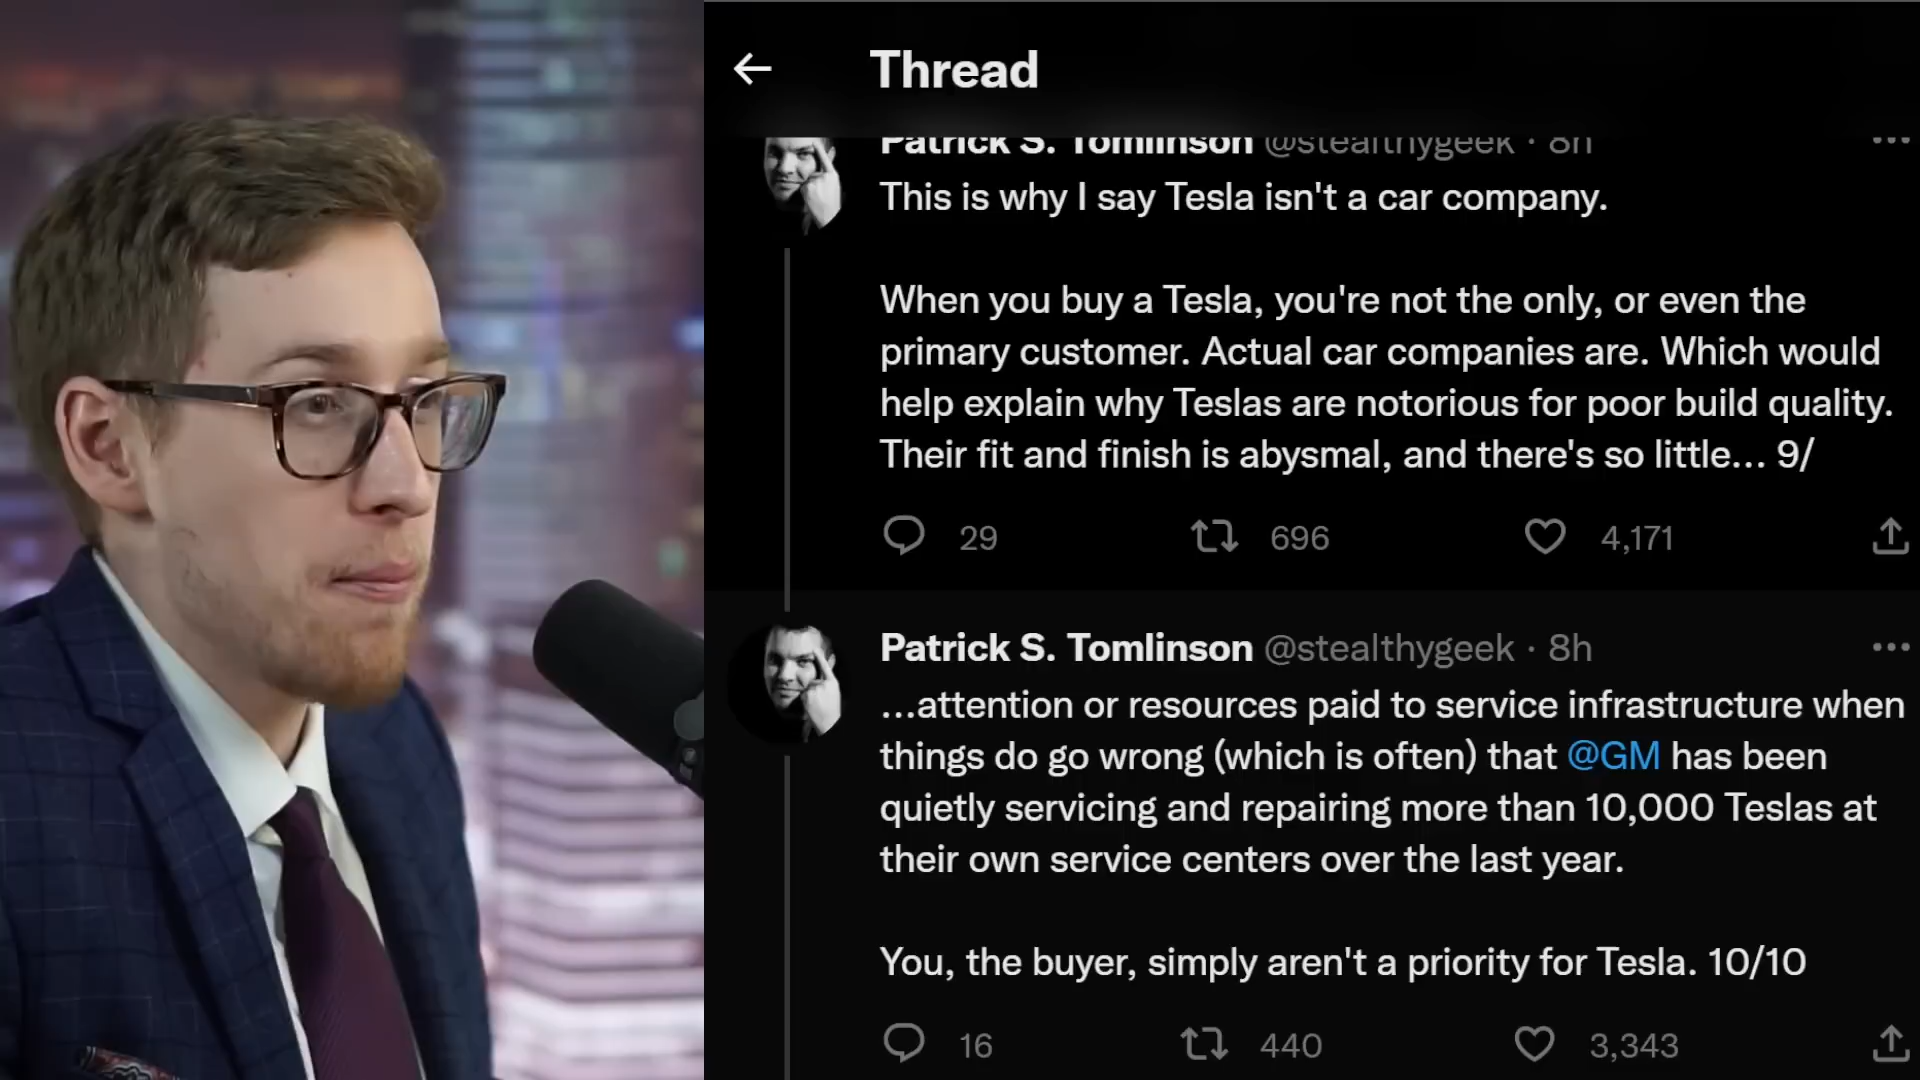 Thread
Patrick S. Tomlinson @stealthygeek · 8h
This is why I say Tesla isn't a car company.
When you buy a Tesla, you're not the only, or even the
primary customer. Actual car companies are. Which would
help explain why Teslas are notorious for poor build quality.
Their fit and finish is abysmal, and there's so little... 9/
29 696 4,171
Patrick S. Tomlinson @stealthygeek · 8h
...attention or resources paid to service infrastructure when
things do go wrong (which is often) that @GM has been
quietly servicing and repairing more than 10,000 Teslas at
their own service centers over the last year.
You, the buyer, simply aren't a priority for Tesla. 10/10
16 440 3,343